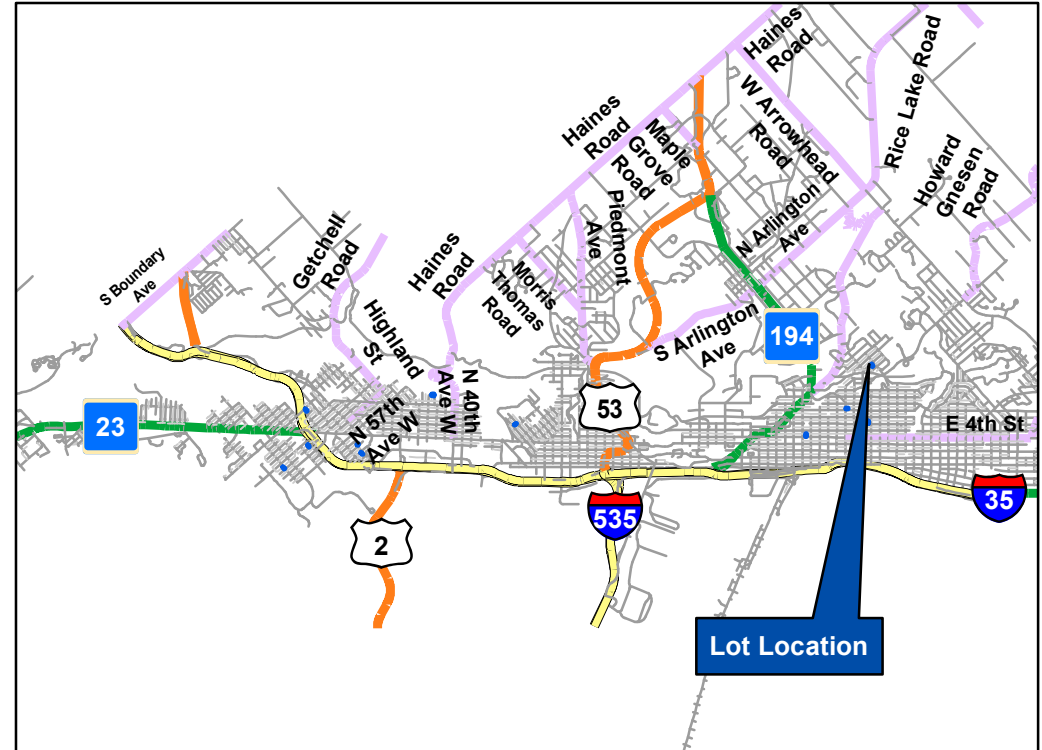 Haines
Road
Rice Lake Road
W Arrowhead
Road
Haines
Road
Maple
Grove
Road
Howard
Gnesen
Road
Piedmont
Ave
N Arlington
Ave
Getchell
Road
S Boundary
Ave
Haines
Road
Morris
Thomas
Road
Highland
St
S Arlington
Ave
194
53
N 40th
Ave W
N 57th
Ave W
23
E 4th St
35
535
2
Lot Location